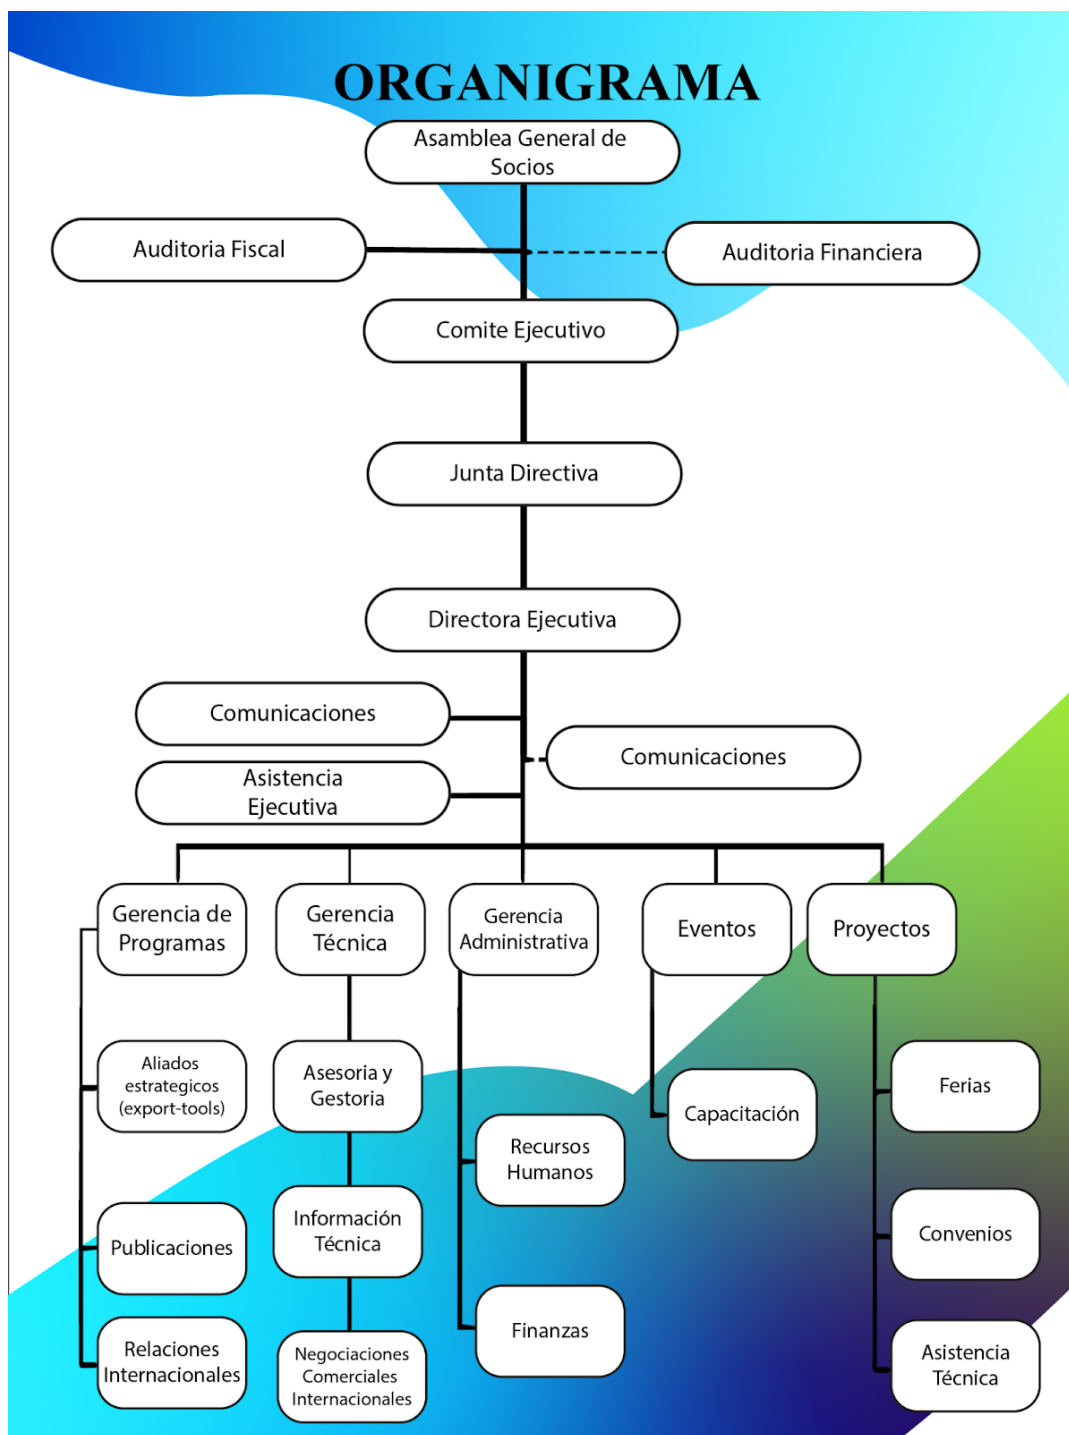 ORGANIGRAMA
Asamblea General de
Socios
Auditoria Fiscal
Auditoria Financiera
Comite Ejecutivo
Junta Directiva
Directora Ejecutiva
Comunicaciones
Comunicaciones
Asistencia
Ejecutiva
Gerencia de
Programas
Gerencia
Técnica
Gerencia
Administrativa
Eventos
Proyectos
Aliados
estrategicos
(export-tools)
Asesoria y
Gestoria
Ferias
Capacitación
Recursos
Humanos
Publicaciones
Información
Técnica
Convenios
Finanzas
Relaciones
Internacionales
Negociaciones
Comerciales
Internacionales
Asistencia
Técnica